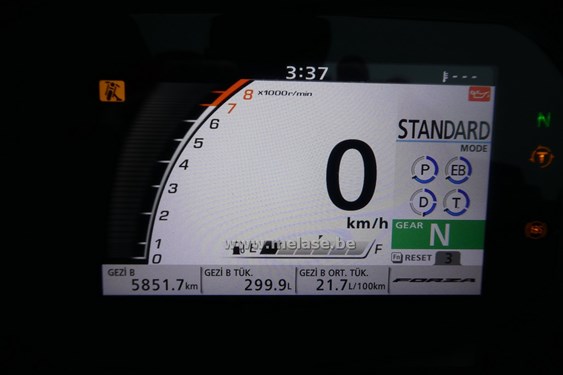 3:37
---
8 x1000r/min
7
6
5
4
3
2
1
0
STANDARD
MODE
P EB
D T
0
km/h
GEAR N
www.melase.be
E F
Fn RESET 3
GEZİ B
5851.7km
GEZİ B TÜK.
299.9L
GEZİ B ORT. TÜK.
21.7L/100km
FORZA
N
T